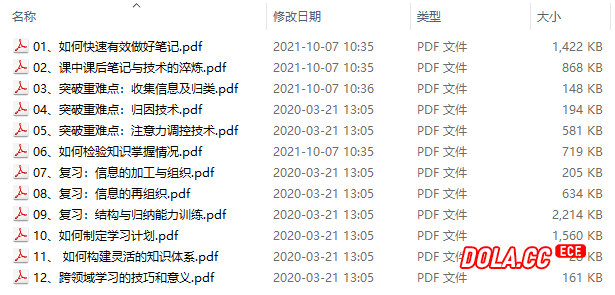 名称 修改日期 类型 大小
01、如何快速有效做好笔记.pdf 2021-10-07 10:35 PDF 文件 1,422 KB
02、课中课后笔记与技术的淬炼.pdf 2021-10-07 10:35 PDF 文件 868 KB
03、突破重难点：收集信息及归类.pdf 2021-10-07 10:36 PDF 文件 148 KB
04、突破重难点：归因技术.pdf 2020-03-21 13:05 PDF 文件 194 KB
05、突破重难点：注意力调控技术.pdf 2020-03-21 13:05 PDF 文件 581 KB
06、如何检验知识掌握情况.pdf 2021-10-07 10:35 PDF 文件 719 KB
07、复习：信息的加工与组织.pdf 2020-03-21 13:05 PDF 文件 205 KB
08、复习：信息的再组织.pdf 2020-03-21 13:05 PDF 文件 634 KB
09、复习：结构与归纳能力训练.pdf 2020-03-21 13:05 PDF 文件 2,214 KB
10、如何制定学习计划.pdf 2020-03-21 13:05 PDF 文件 1,560 KB
11、 如何构建灵活的知识体系.pdf 2020-03-21 13:05 PDF 文件 KB
12、跨领域学习的技巧和意义.pdf 2020-03-21 13:05 PDF 文件 161 KB
DOLA.CC ECE